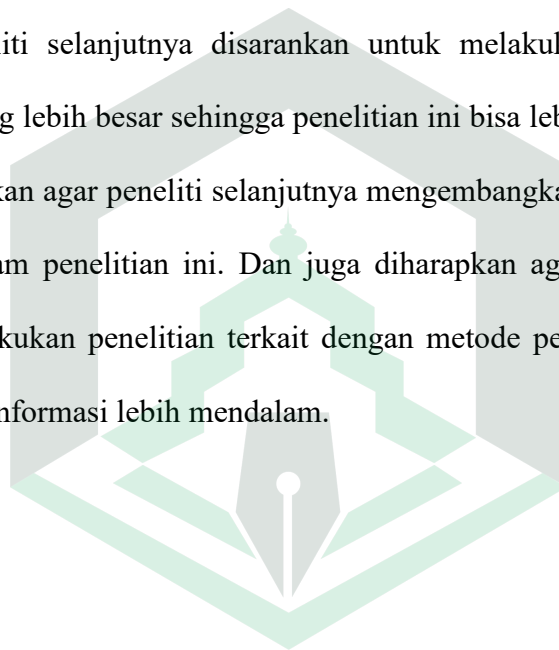 liti selanjutnya disarankan untuk melakuk
g lebih besar sehingga penelitian ini bisa leb
kan agar peneliti selanjutnya mengembangka
am penelitian ini. Dan juga diharapkan ag
kukan penelitian terkait dengan metode pe
nformasi lebih mendalam.